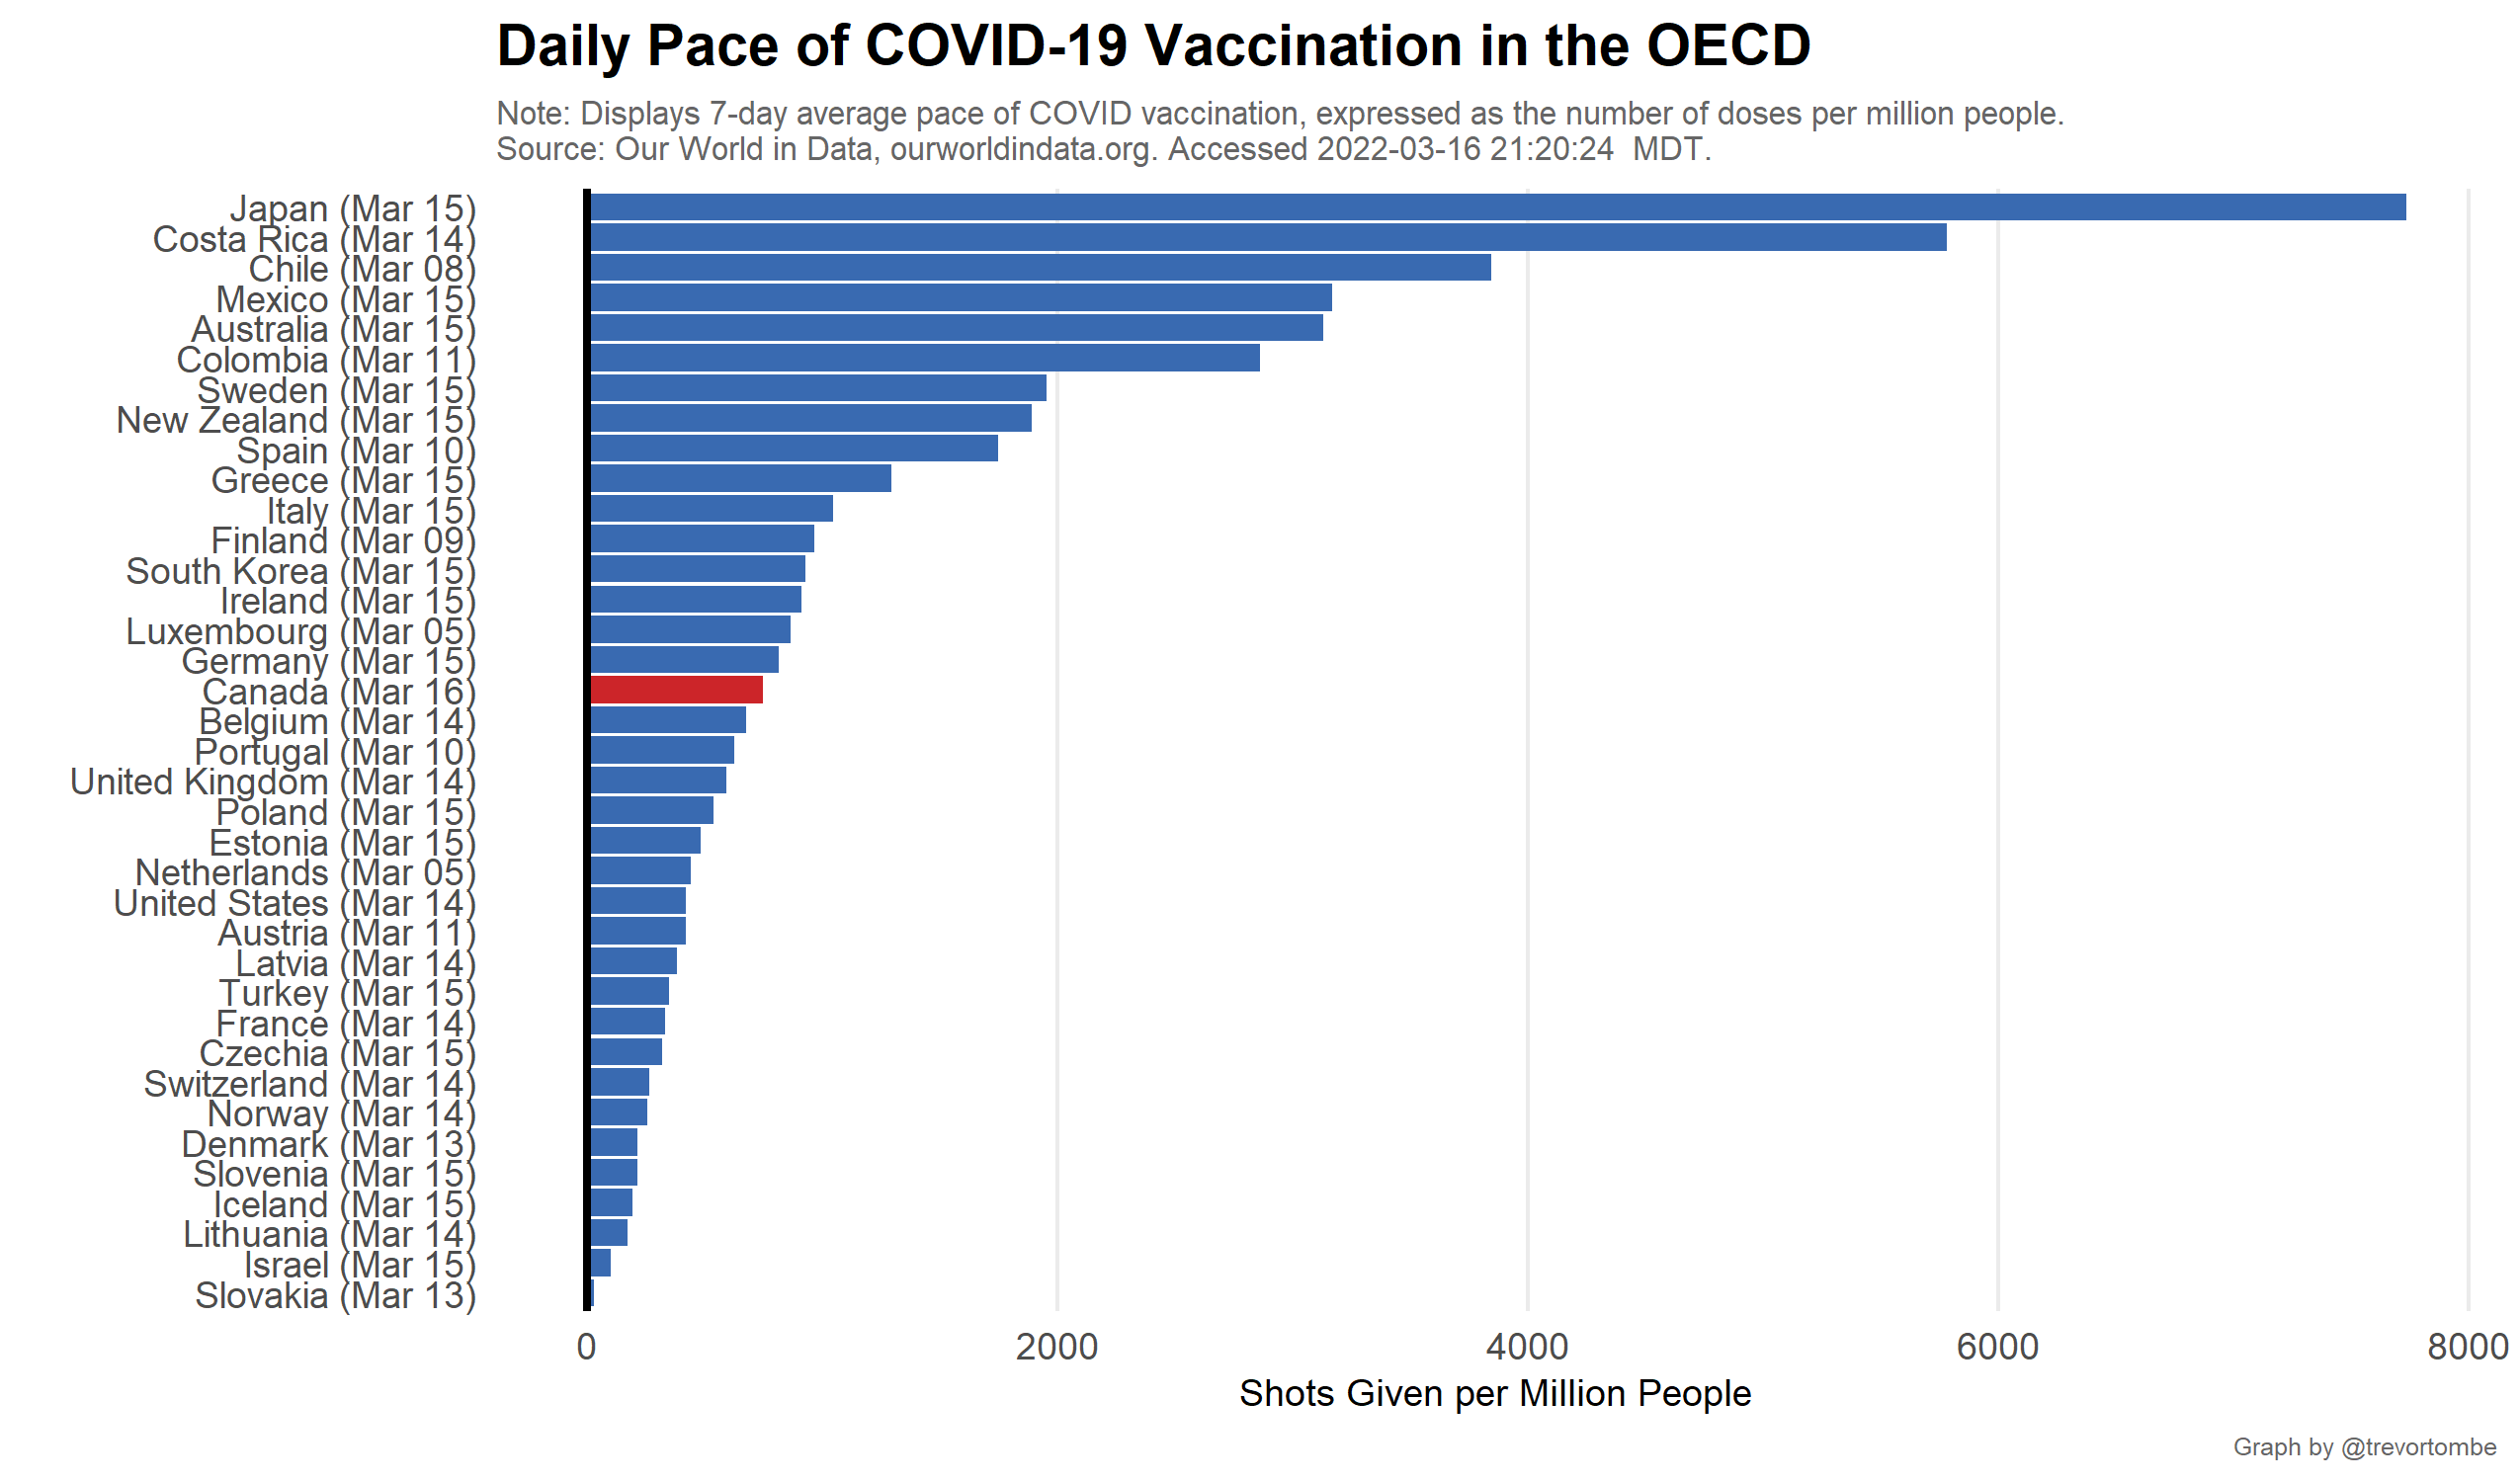 Daily Pace of COVID-19 Vaccination in the OECD
Note: Displays 7-day average pace of COVID vaccination, expressed as the number of doses per million people.
Source: Our World in Data, ourworldindata.org. Accessed 2022-03-16 21:20:24  MDT.
Japan (Mar 15)
Costa Rica (Mar 14)
Chile (Mar 08)
Mexico (Mar 15)
Australia (Mar 15)
Colombia (Mar 11)
Sweden (Mar 15)
New Zealand (Mar 15)
Spain (Mar 10)
Greece (Mar 15)
Italy (Mar 15)
Finland (Mar 09)
South Korea (Mar 15)
Ireland (Mar 15)
Luxembourg (Mar 05)
Germany (Mar 15)
Canada (Mar 16)
Belgium (Mar 14)
Portugal (Mar 10)
United Kingdom (Mar 14)
Poland (Mar 15)
Estonia (Mar 15)
Netherlands (Mar 05)
United States (Mar 14)
Austria (Mar 11)
Latvia (Mar 14)
Turkey (Mar 15)
France (Mar 14)
Czechia (Mar 15)
Switzerland (Mar 14)
Norway (Mar 14)
Denmark (Mar 13)
Slovenia (Mar 15)
Iceland (Mar 15)
Lithuania (Mar 14)
Israel (Mar 15)
Slovakia (Mar 13)
0 2000 4000 6000 8000
Shots Given per Million People
Graph by @trevortombe